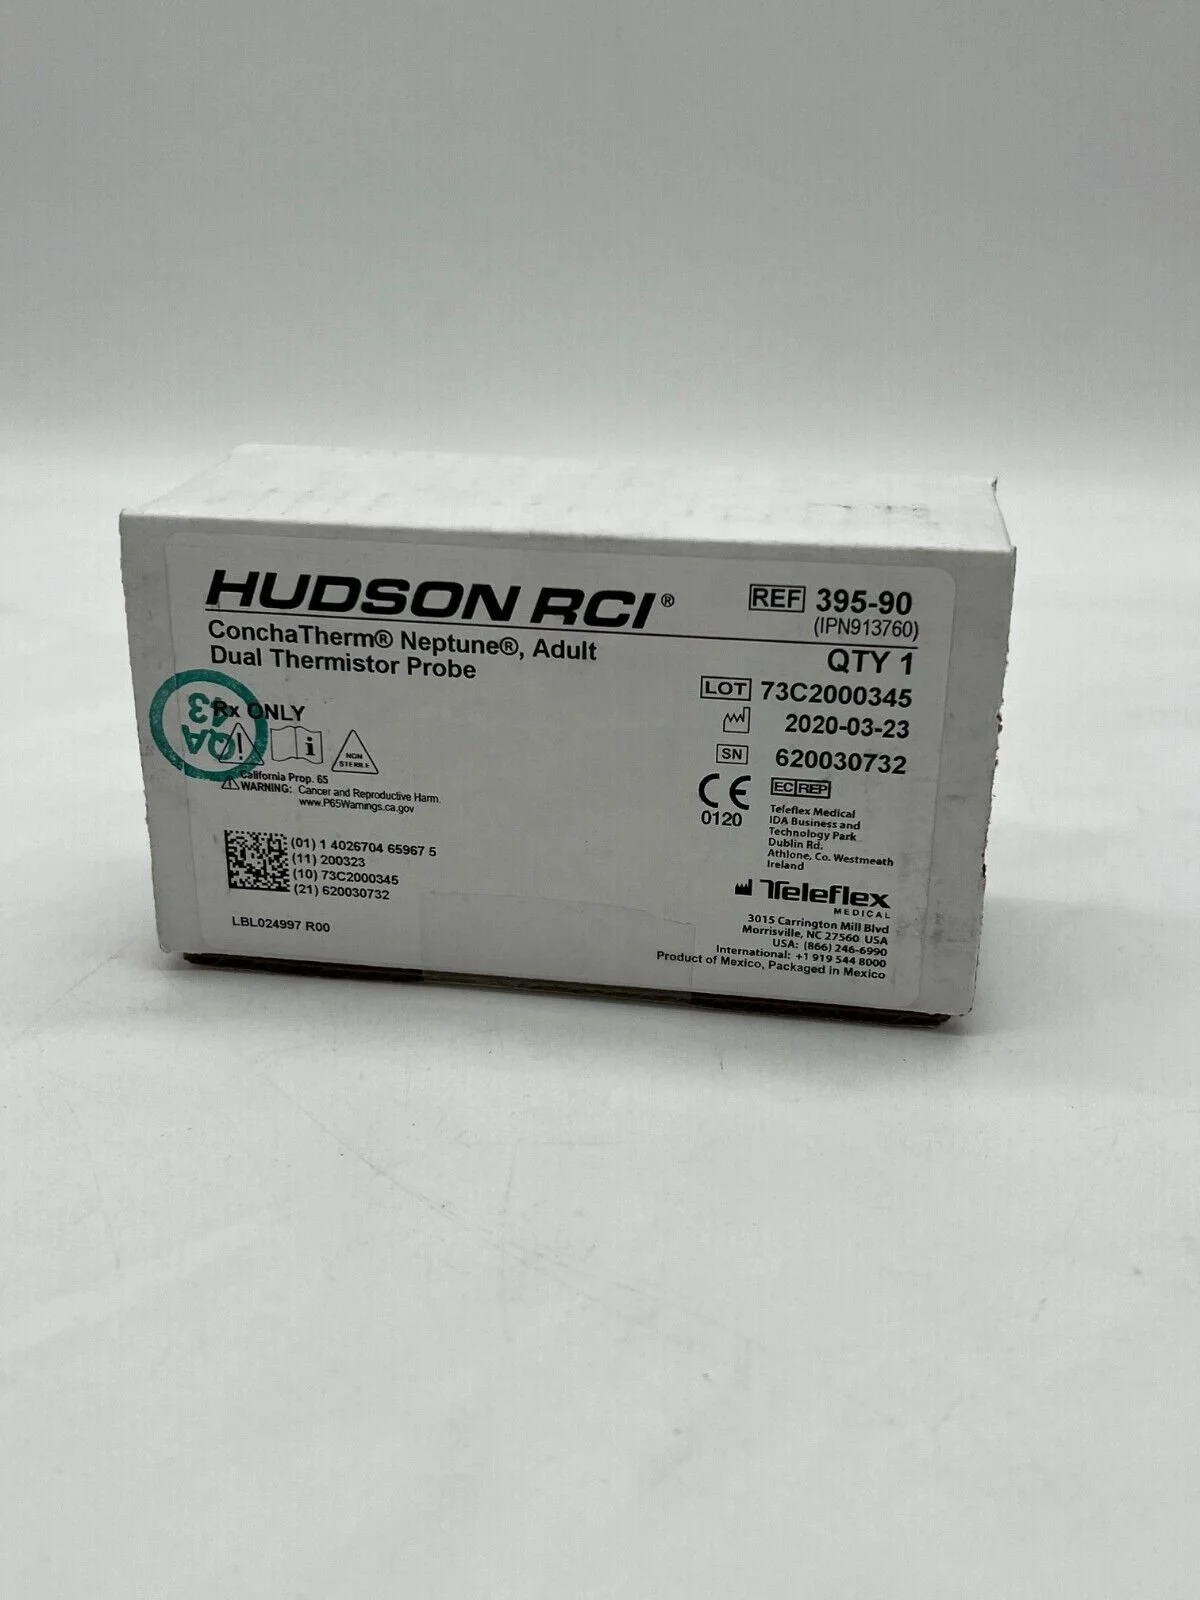 HUDSON RCI®
ConchaTherm® Neptune®, Adult
Dual Thermistor Probe
REF 395-90
(IPN913760)
QTY 1
LOT 73C2000345
2020-03-23
SN 620030732
QA
43
Rx ONLY
i
NON
STERILE
California Prop. 65
WARNING: Cancer and Reproductive Harm.
www.P65Warnings.ca.gov
CE
0120
EC REP
Teleflex Medical
IDA Business and
Technology Park
Dublin Rd.
Athlone, Co. Westmeath
Ireland
(01) 1 4026704 65967 5
(11) 200323
(10) 73C2000345
(21) 620030732
LBL024997 R00
Teleflex
MEDICAL
3015 Carrington Mill Blvd
Morrisville, NC 27560 USA
USA: (866) 246-6990
International: +1 919 544 8000
Product of Mexico, Packaged in Mexico